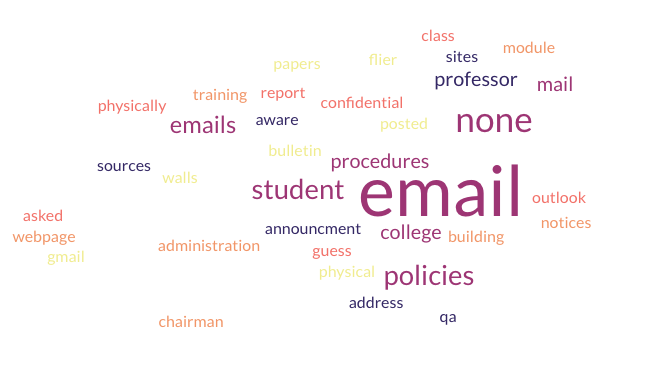 class
sites
module
flier
papers
professor
mail
training
report
confidential
physically
none
emails
aware
posted
bulletin
procedures
sources
walls
student
email
outlook
asked
notices
announcment
college
building
webpage
administration
guess
gmail
physical
policies
address
qa
chairman